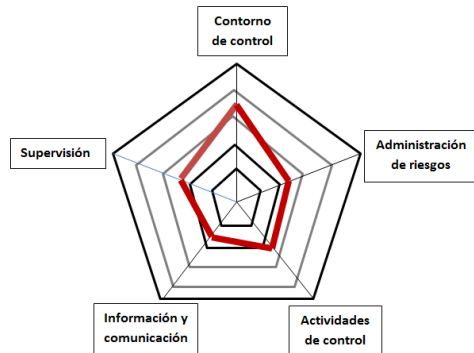 Contorno
de control
Supervisión
Administración
de riesgos
Información y
comunicación
Actividades
de control